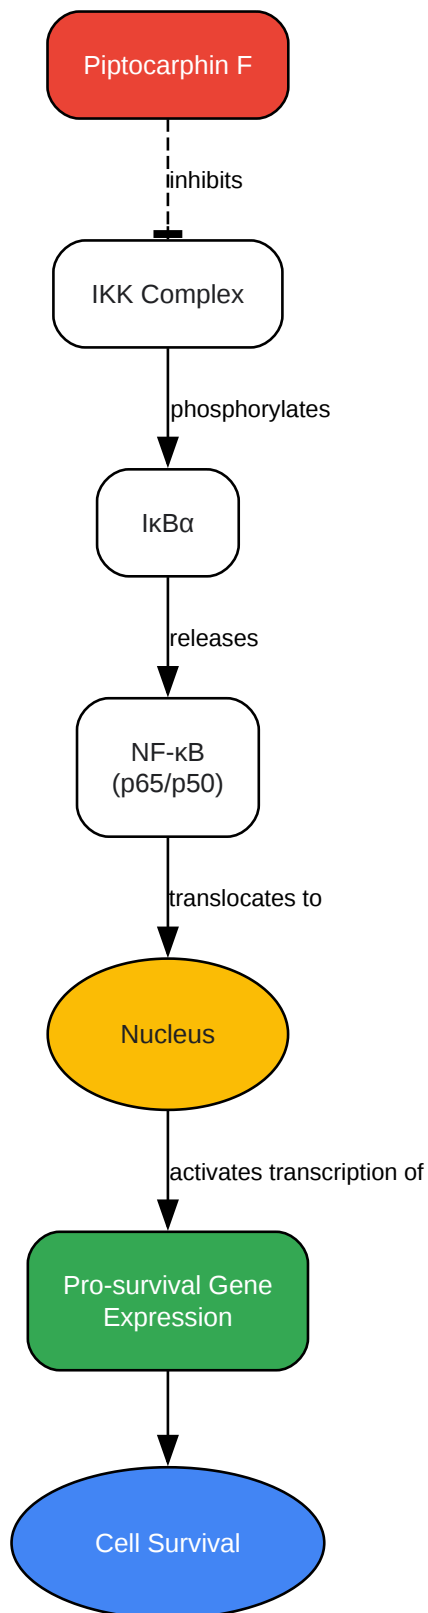 Piptocarphin F
inhibits
IKK Complex
phosphorylates
IκBα
releases
NF-κB
(p65/p50)
translocates to
Nucleus
activates transcription of
Pro-survival Gene
Expression
Cell Survival